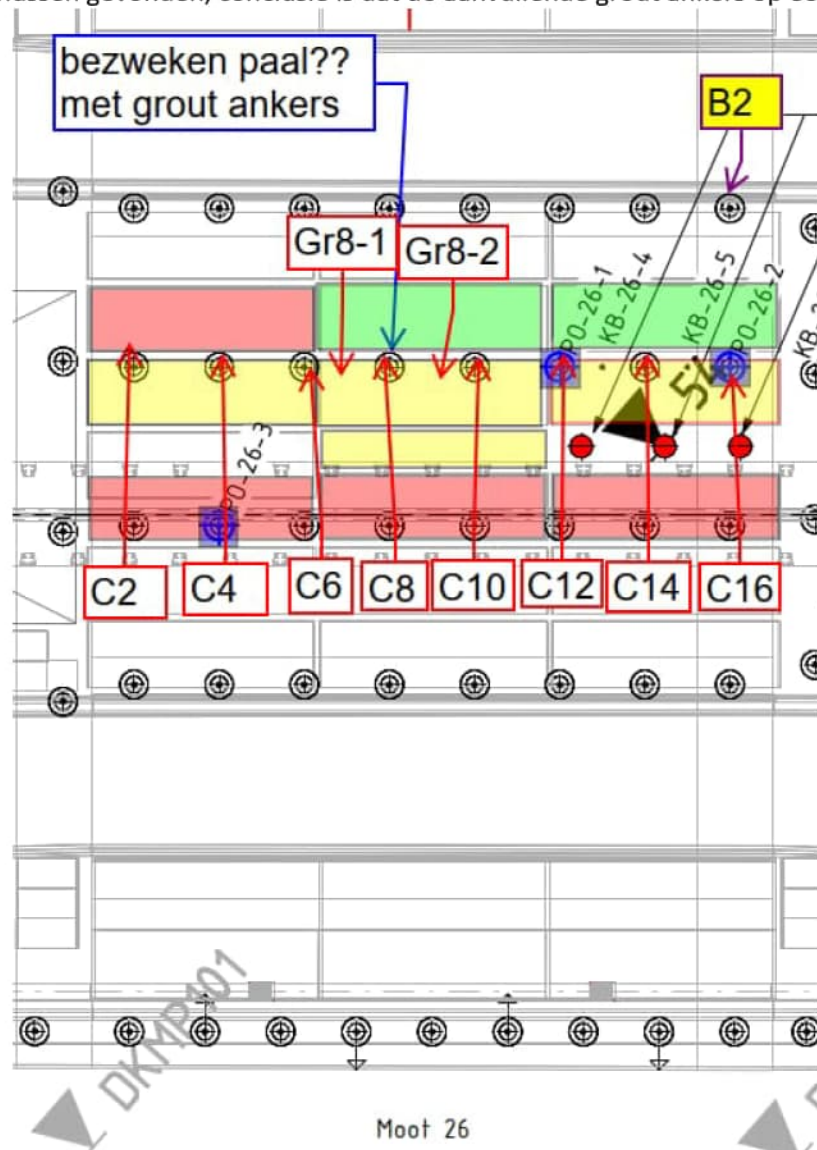 bezweken paal??
met grout ankers
B2
Gr8-1
Gr8-2
PO-26-1
KB-26-4
KB-26-5
PO-26-2
PO-26-3
C2
C4
C6
C8
C10
C12
C14
C16
DKMP101
Moot 26